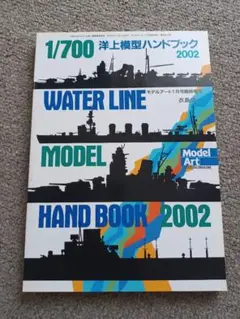 1/700 洋上模型ハンドブック
2002
WATER LINE
モデルアート1月号臨時増刊
MODEL
Model
Art
HAND BOOK 2002